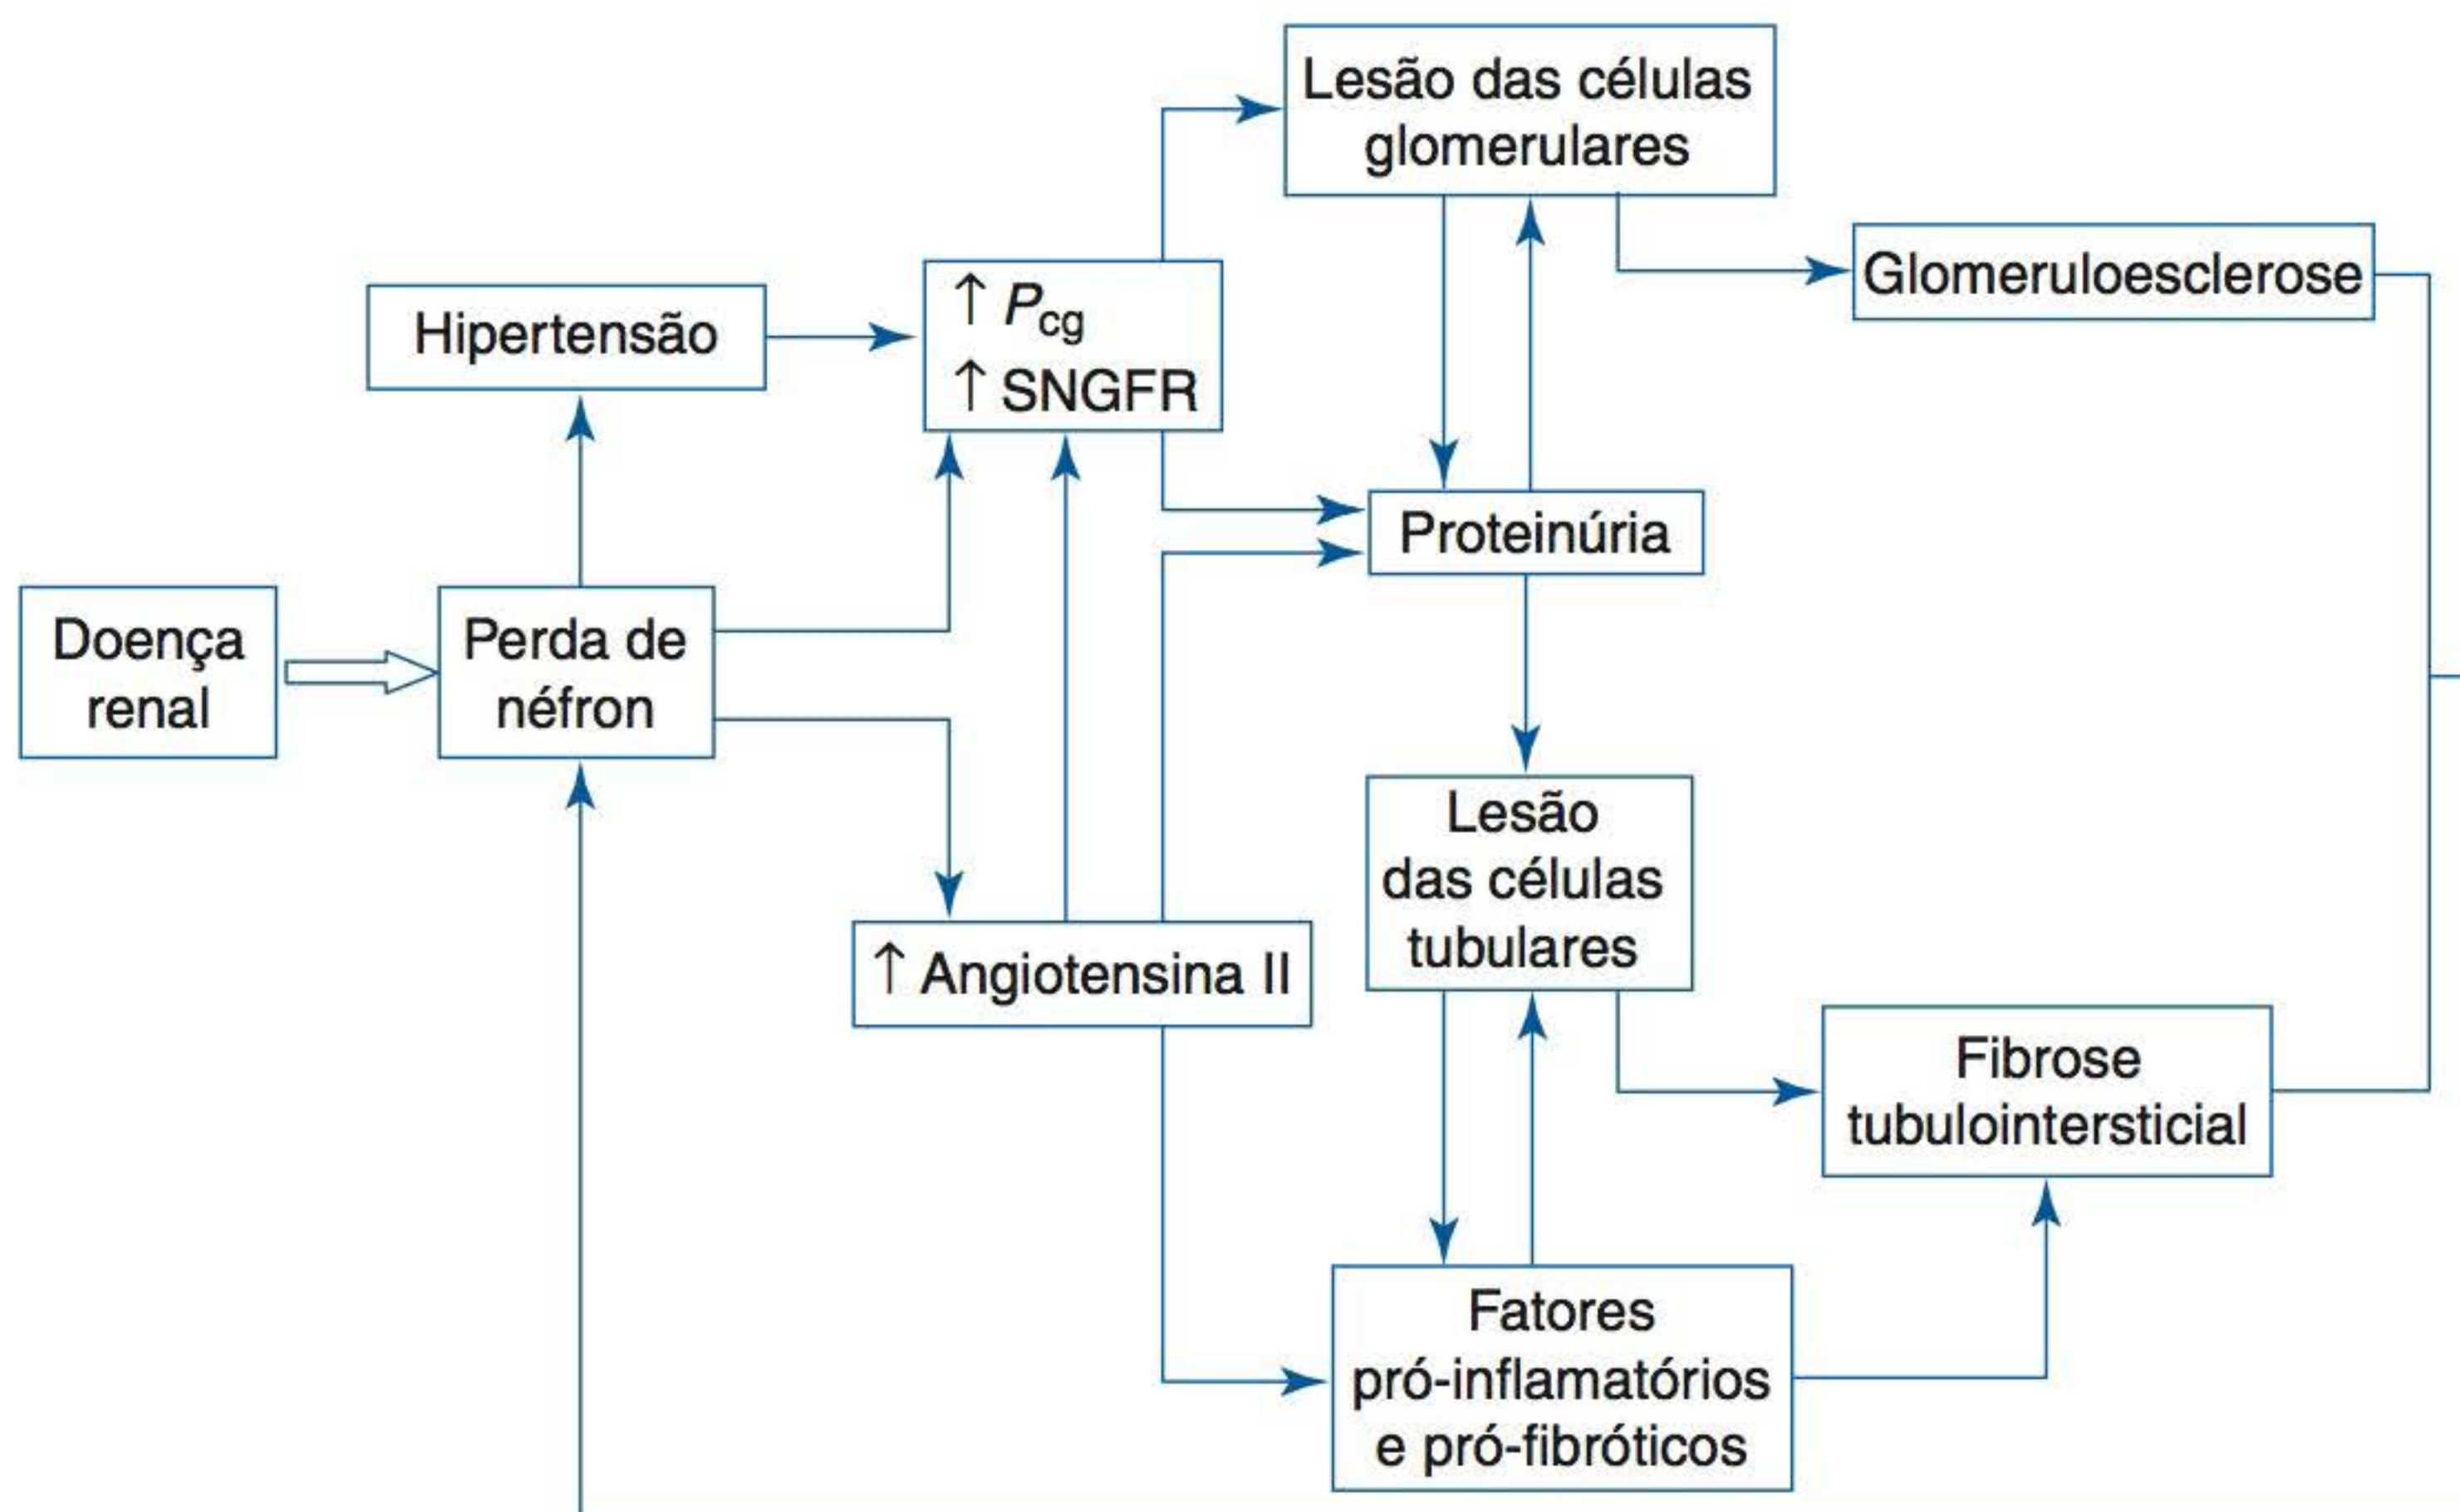 Lesão das células
glomerulares
Glomeruloesclerose
Hipertensão
↑ Pcg
↑ SNGFR
Proteinúria
Doença
renal
Perda de
néfron
Lesão
das células
tubulares
↑ Angiotensina II
Fibrose
tubulointersticial
Fatores
pró-inflamatórios
e pró-fibróticos